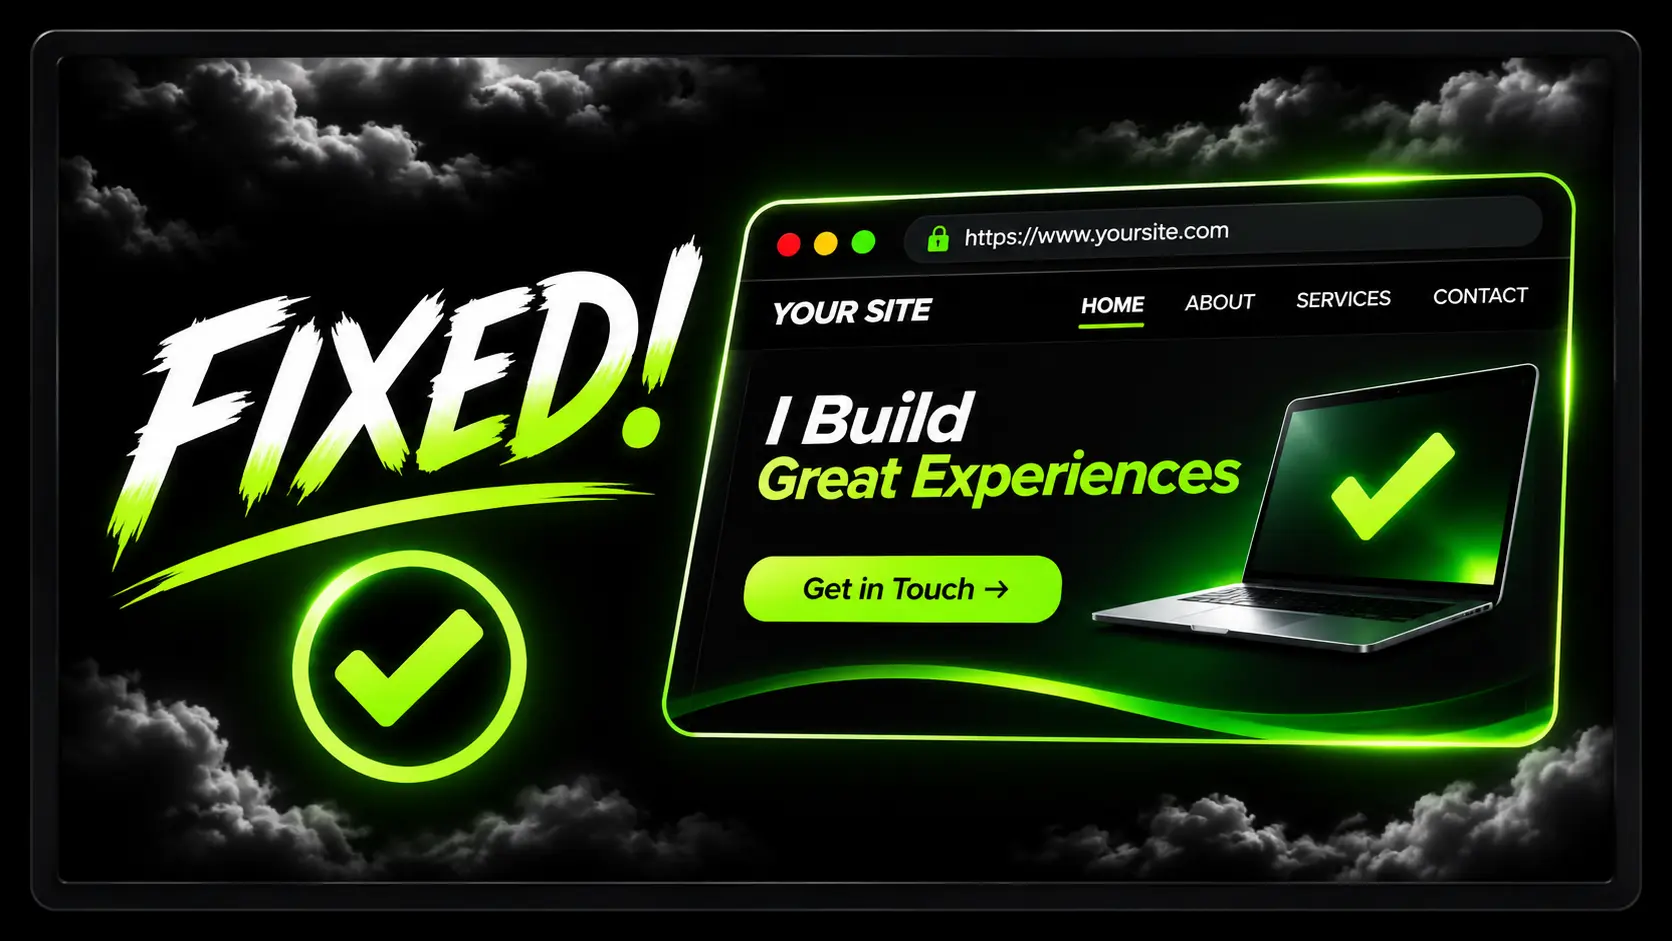 FIXED!
https://www.yoursite.com
YOUR SITE
HOME ABOUT SERVICES CONTACT
I Build
Great Experiences
Get in Touch →